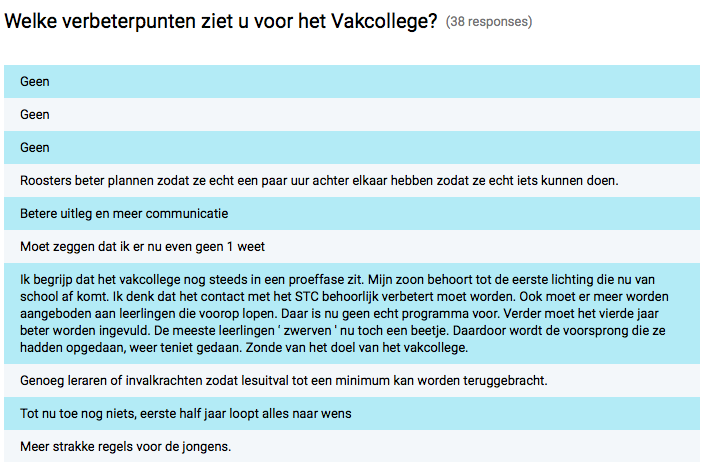 Welke verbeterpunten ziet u voor het Vakcollege? (38 responses)
Geen
Geen
Geen
Roosters beter plannen zodat ze echt een paar uur achter elkaar hebben zodat ze echt iets kunnen doen.
Betere uitleg en meer communicatie
Moet zeggen dat ik er nu even geen 1 weet
Ik begrijp dat het vakcollege nog steeds in een proeffase zit. Mijn zoon behoort tot de eerste lichting die nu van
school af komt. Ik denk dat het contact met het STC behoorlijk verbetert moet worden. Ook moet er meer worden
aangeboden aan leerlingen die voorop lopen. Daar is nu geen echt programma voor. Verder moet het vierde jaar
beter worden ingevuld. De meeste leerlingen ' zwerven ' nu toch een beetje. Daardoor wordt de voorsprong die ze
hadden opgedaan, weer teniet gedaan. Zonde van het doel van het vakcollege.
Genoeg leraren of invalkrachten zodat lesuitval tot een minimum kan worden teruggebracht.
Tot nu toe nog niets, eerste half jaar loopt alles naar wens
Meer strakke regels voor de jongens.